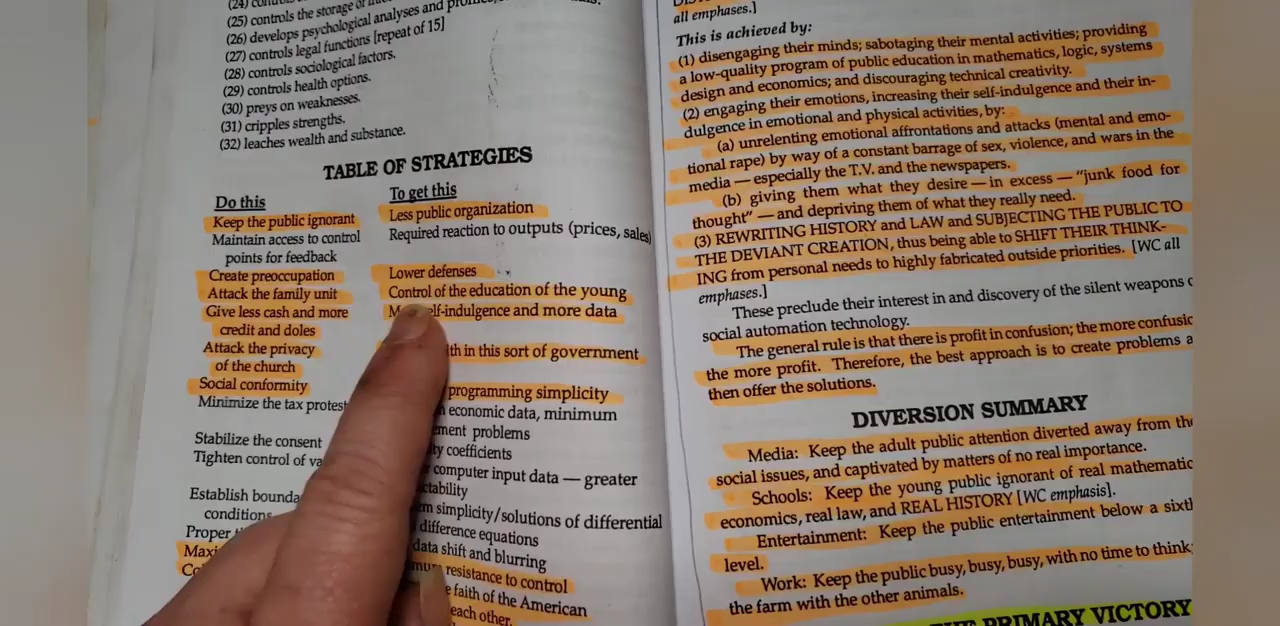 (25) controls the storage of
(26) develops psychological analyses and
(27) controls legal functions [repeat of 15]
(28) controls sociological factors.
(29) controls health options.
(30) preys on weaknesses.
(31) cripples strengths.
(32) leaches wealth and substance.
TABLE OF STRATEGIES
Do this
To get this
Keep the public ignorant
Less public organization
Maintain access to control
Required reaction to outputs (prices, sales)
points for feedback
Create preoccupation
Lower defenses
Attack the family unit
Control of the education of the young
Give less cash and more
elf-indulgence and more data
credit and doles
Attack the privacy
th in this sort of government
of the church
Social conformity
programming simplicity
Minimize the tax protest
economic data, minimum
ment problems
Stabilize the consent
ty coefficients
Tighten control of va
computer input data — greater
ctability
Establish bounda
m simplicity/solutions of differential
conditions
difference equations
Proper
data shift and blurring
Maxi
mum resistance to control
Co
e faith of the American
each other.
all emphases.]
This is achieved by:
(1) disengaging their minds; sabotaging their mental activities; providing
a low-quality program of public education in mathematics, logic, systems
design and economics; and discouraging technical creativity.
(2) engaging their emotions, increasing their self-indulgence and their in-
dulgence in emotional and physical activities, by:
(a) unrelenting emotional affrontations and attacks (mental and emo-
tional rape) by way of a constant barrage of sex, violence, and wars in the
media — especially the T.V. and the newspapers.
(b) giving them what they desire — in excess — "junk food for
thought" — and depriving them of what they really need.
(3) REWRITING HISTORY and LAW and SUBJECTING THE PUBLIC TO
THE DEVIANT CREATION, thus being able to SHIFT THEIR THINK-
ING from personal needs to highly fabricated outside priorities. [WC all
emphases.]
These preclude their interest in and discovery of the silent weapons o
social automation technology.
The general rule is that there is profit in confusion; the more confusio
the more profit. Therefore, the best approach is to create problems a
then offer the solutions.
DIVERSION SUMMARY
Media: Keep the adult public attention diverted away from the
social issues, and captivated by matters of no real importance.
Schools: Keep the young public ignorant of real mathematic
economics, real law, and REAL HISTORY [WC emphasis].
Entertainment: Keep the public entertainment below a sixth
level.
Work: Keep the public busy, busy, busy, with no time to think;
the farm with the other animals.
PRIMARY VICTORY